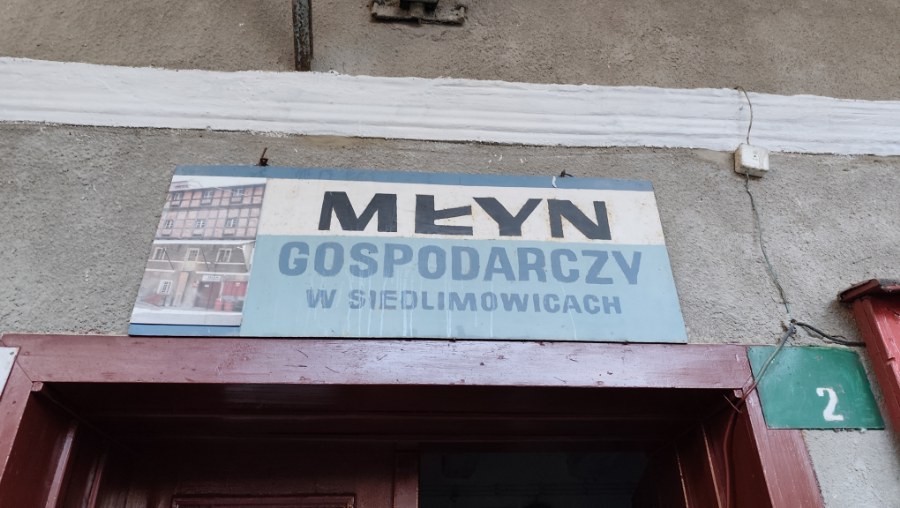 MŁYN
GOSPODARCZY
W SIEDLIMOWICACH
2